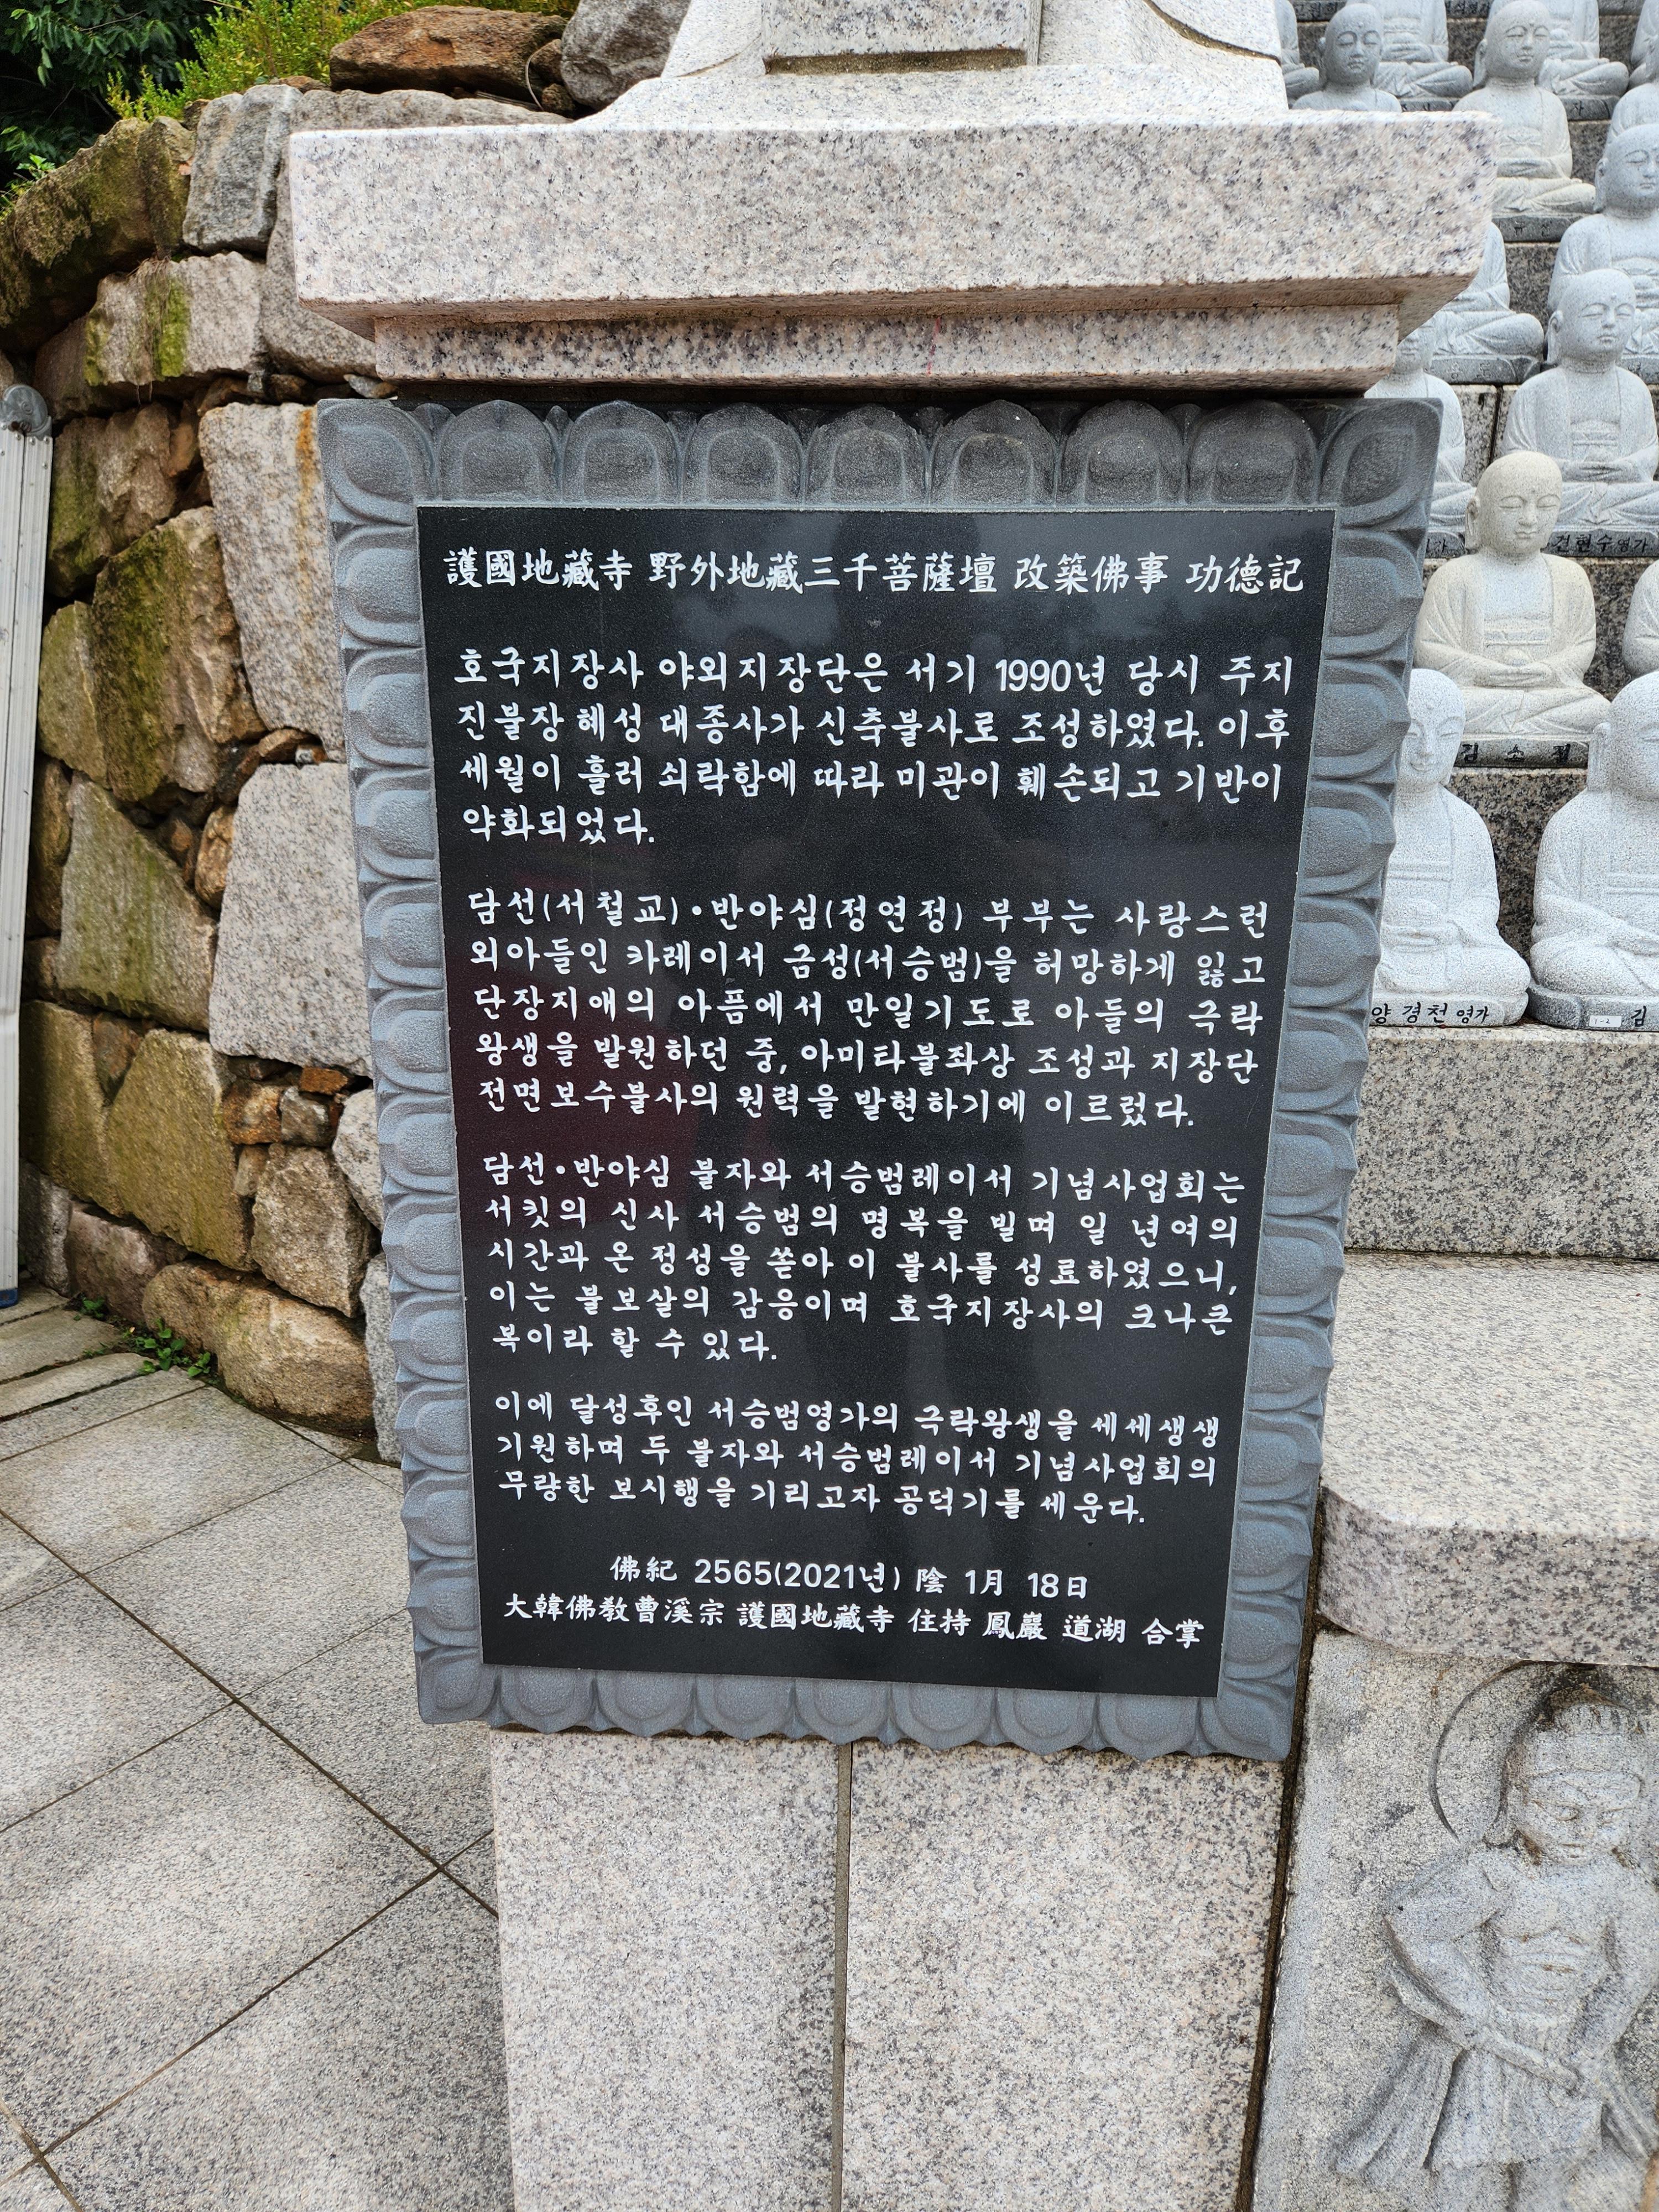 護國地藏寺 野外地藏三千菩薩壇 改築佛事 功德記
호국지장사 야외지장단은 서기 1990년 당시 주지
진불장 혜성 대종사가 신축불사로 조성하였다. 이후
세월이 흘러 쇠락함에 따라 미관이 훼손되고 기반이
약화되었다.
담선(서철교)•반야심(정연정) 부부는 사랑스런
외아들인 카레이서 금성(서승범)을 허망하게 잃고
단장지애의 아픔에서 만일기도로 아들의 극락
왕생을 발원하던 중, 아미타불좌상 조성과 지장단
전면보수불사의 원력을 발현하기에 이르렀다.
담선•반야심 불자와 서승범레이서 기념사업회는
서킷의 신사 서승범의 명복을 빌며 일 년여의
시간과 온 정성을 쏟아 이 불사를 성료하였으니,
이는 불보살의 감응이며 호국지장사의 크나큰
복이라 할 수 있다.
이에 달성후인 서승범영가의 극락왕생을 세세생생
기원하며 두 불자와 서승범레이서 기념사업회의
무량한 보시행을 기리고자 공덕기를 세운다.
佛紀 2565(2021년) 陰 1月 18日
大韓佛敎曹溪宗 護國地藏寺 住持 鳳巖 道湖 合掌
견현수영가
양경천영가
1-2 김